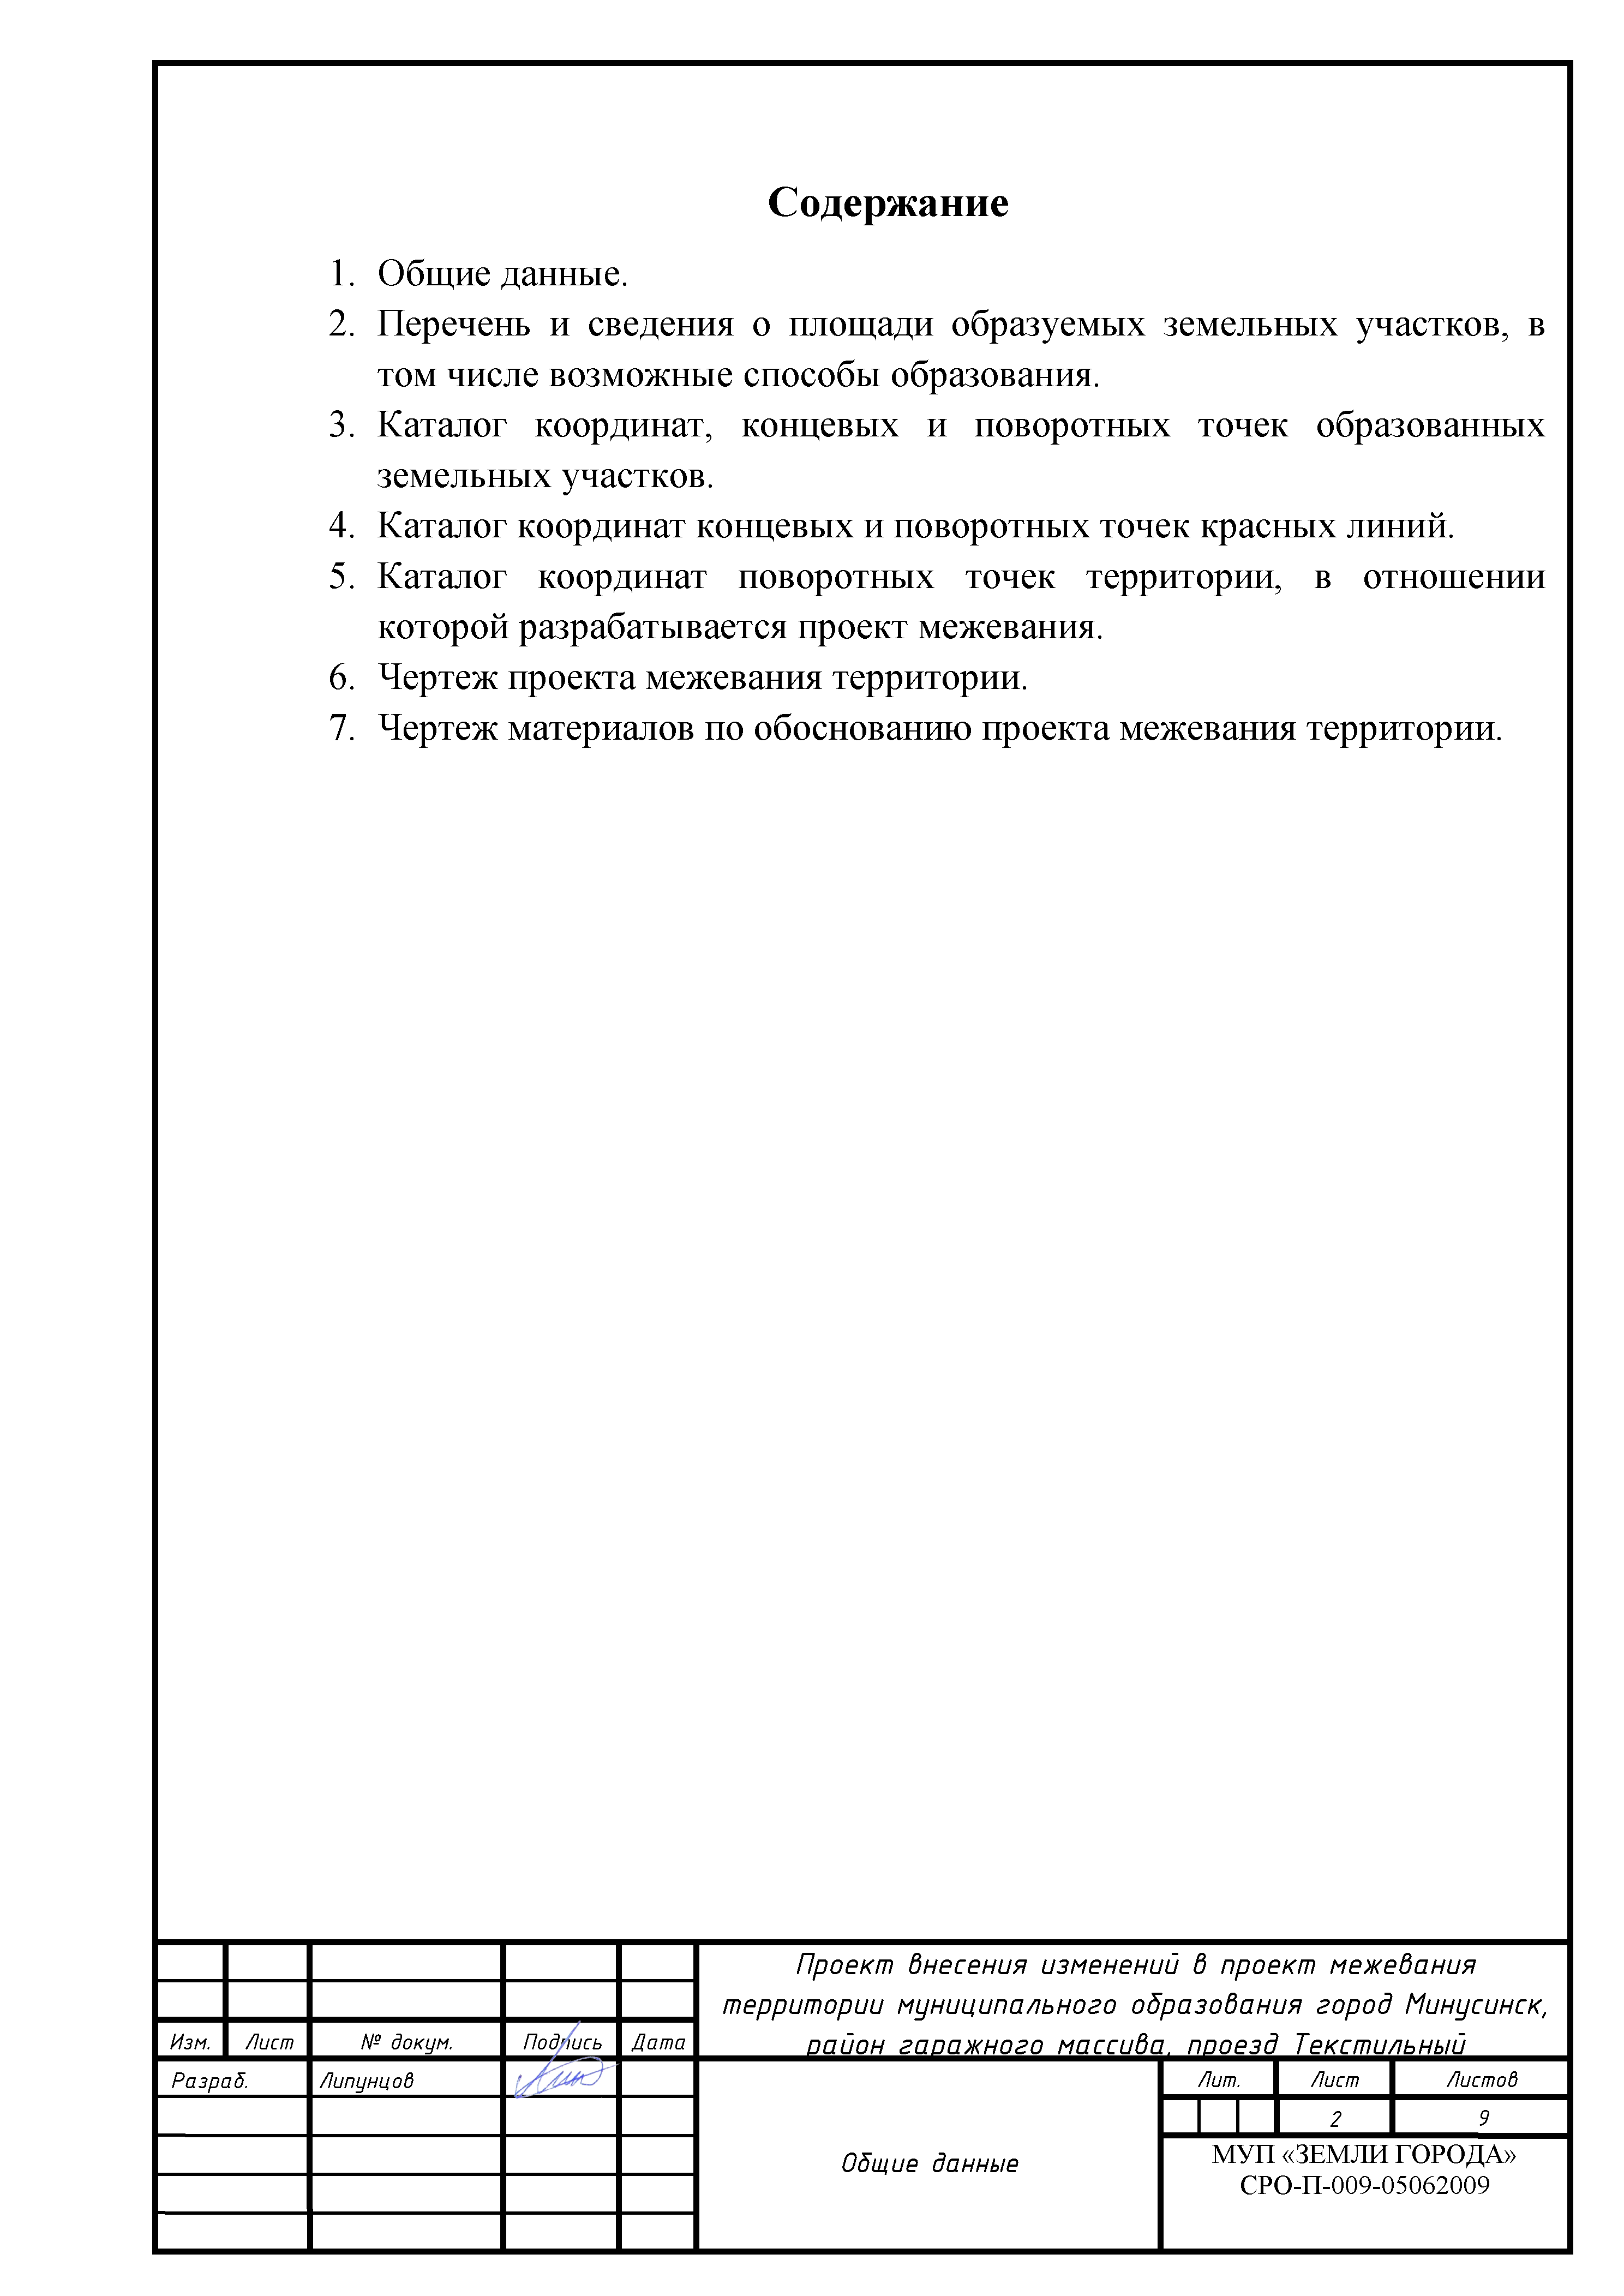 Содержание
1. Общие данные.
2. Перечень и сведения о площади образуемых земельных участков, в
том числе возможные способы образования.
3. Каталог координат, концевых и поворотных точек образованных
земельных участков.
4. Каталог координат концевых и поворотных точек красных линий.
5. Каталог координат поворотных точек территории, в отношении
которой разрабатывается проект межевания.
6. Чертеж проекта межевания территории.
7. Чертеж материалов по обоснованию проекта межевания территории.
Проект внесения изменений в проект межевания
территории муниципального образования город Минусинск,
район гаражного массива, проезд Текстильный
Изм. Лист № докум. Подпись Дата
Разраб. Липунцов
Общие данные
Лит. Лист Листов
2 9
МУП «ЗЕМЛИ ГОРОДА»
СРО-П-009-05062009